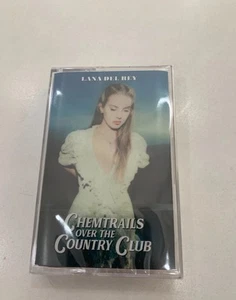 LANA DEL REY
CHEMTRAILS
OVER THE
COUNTRY CLUB